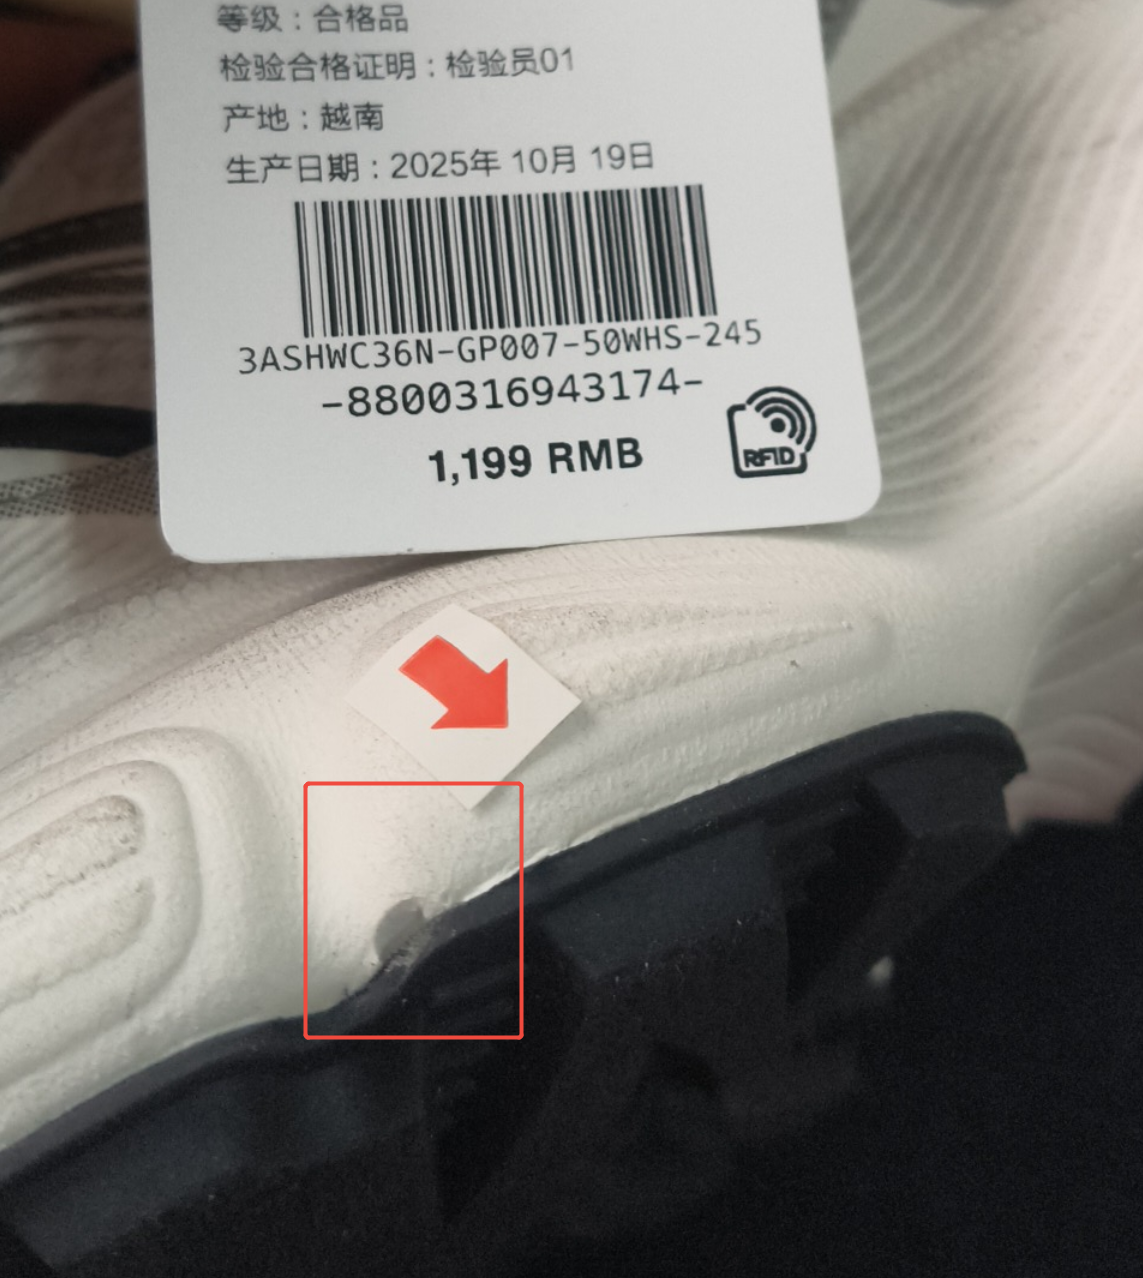 等级：合格品
检验合格证明：检验员01
产地：越南
生产日期：2025年 10月 19日
3ASHWC36N-GP007-50WHS-245
-8800316943174-
1,199 RMB
RFID